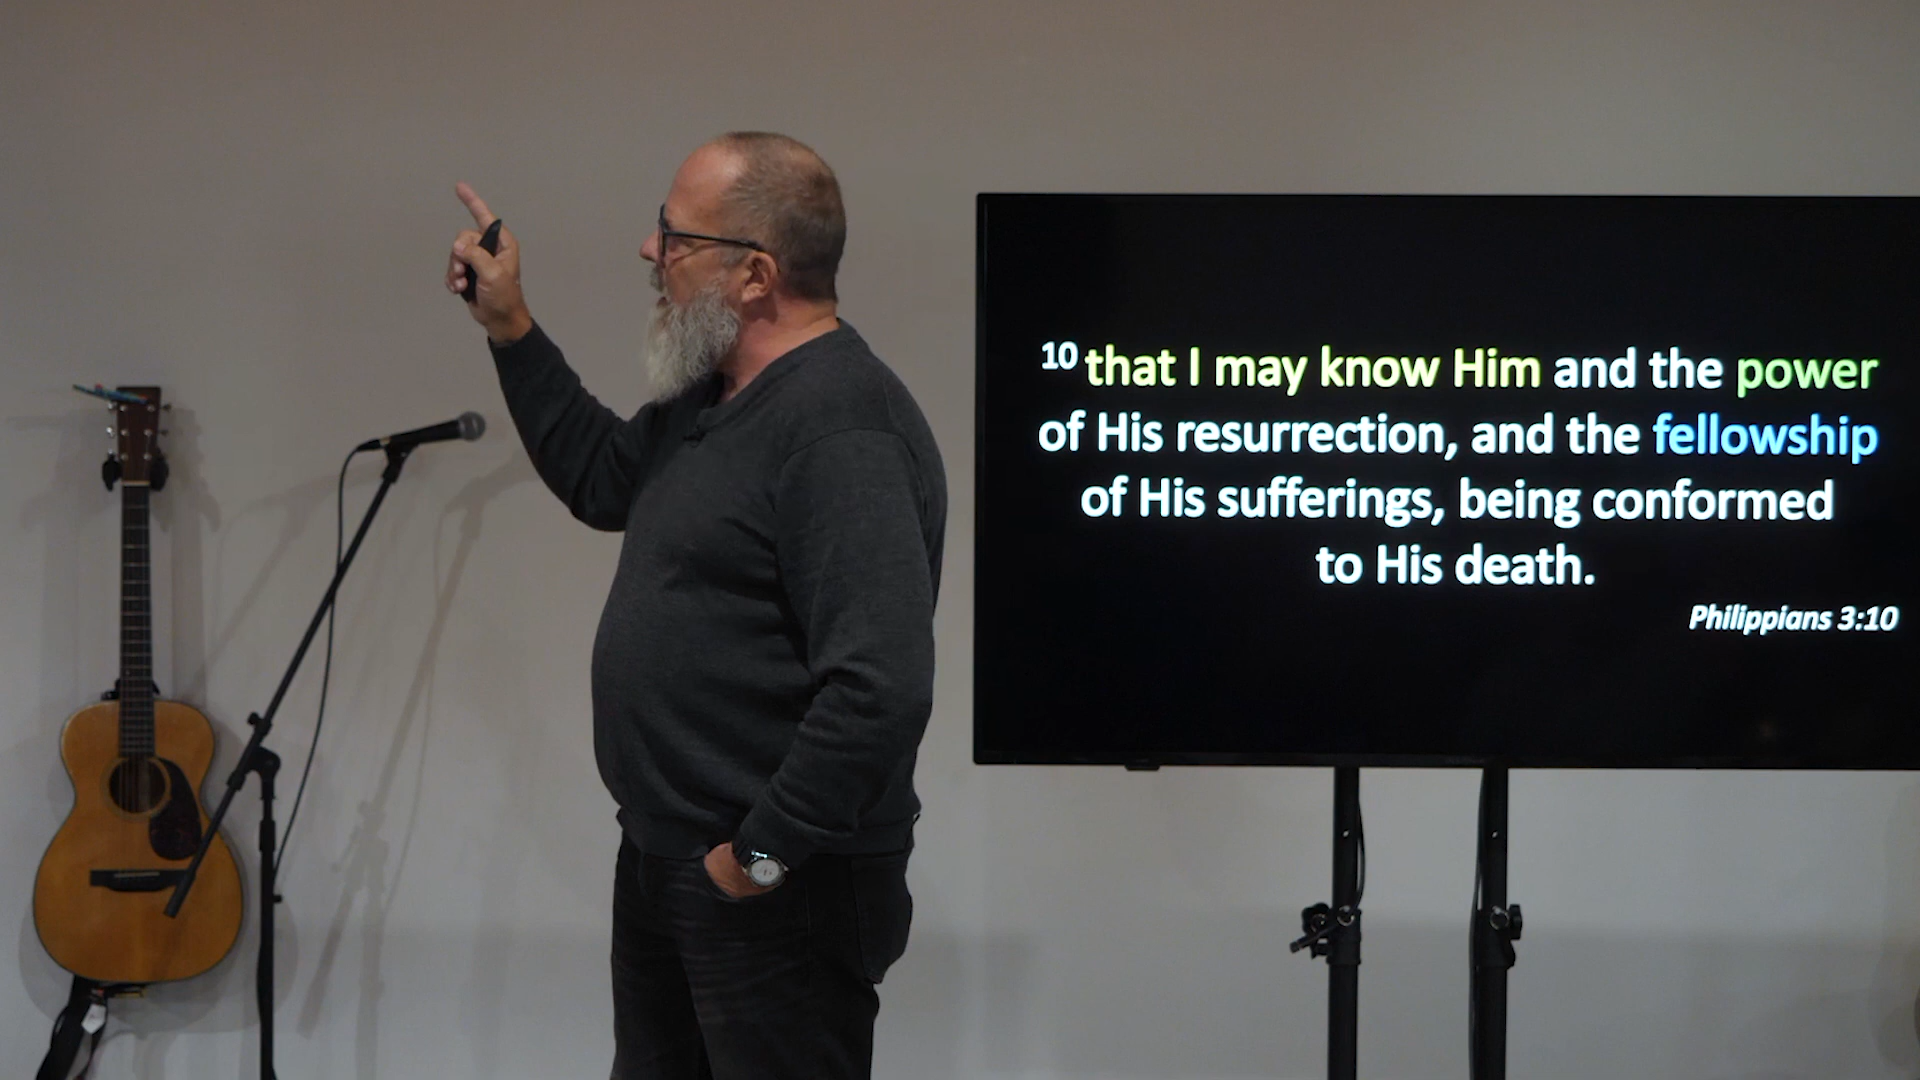 10 that I may know Him and the power
of His resurrection, and the fellowship
of His sufferings, being conformed
to His death.
Philippians 3:10